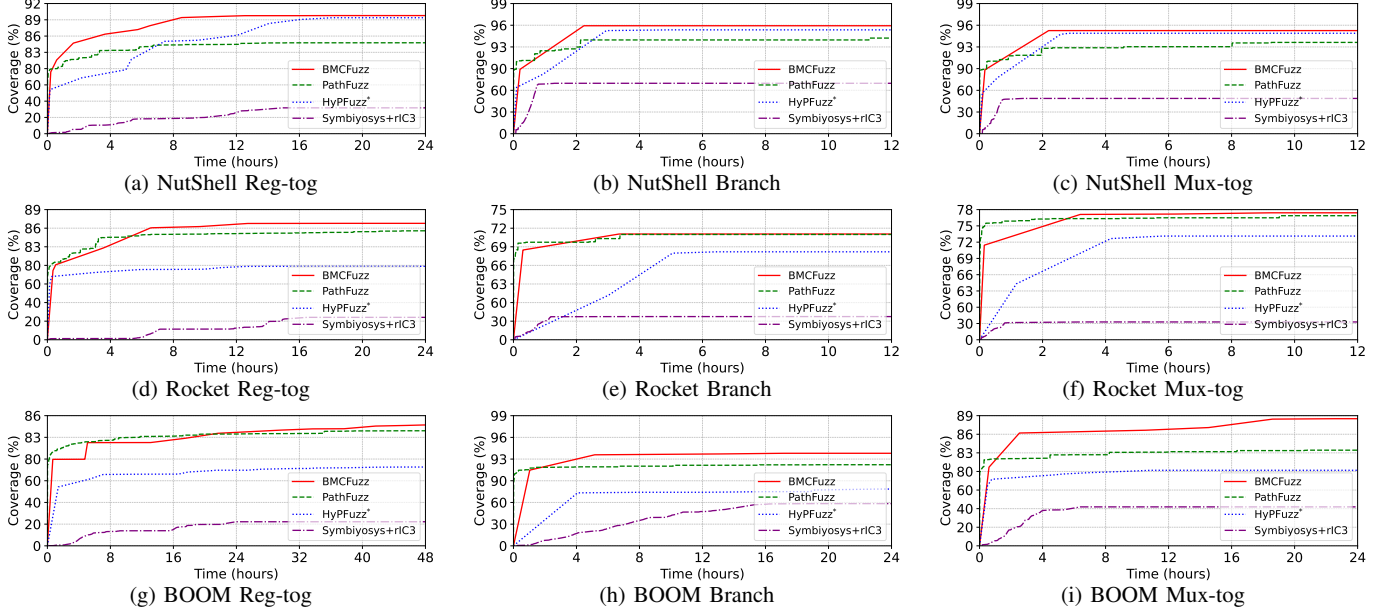 Coverage (%)
92
89
86
83
80
60
40
20
0
BMCFuzz
PathFuzz
HyPFuzz*
Symbiyosys+rIC3
0 4 8 12 16 20 24
Time (hours)
(a) NutShell Reg-tog
Coverage (%)
99
96
93
90
60
30
0
BMCFuzz
PathFuzz
HyPFuzz*
Symbiyosys+rIC3
0 2 4 6 8 10 12
Time (hours)
(b) NutShell Branch
Coverage (%)
99
96
93
90
60
30
0
BMCFuzz
PathFuzz
HyPFuzz*
Symbiyosys+rIC3
0 2 4 6 8 10 12
Time (hours)
(c) NutShell Mux-tog
Coverage (%)
89
86
83
80
60
40
20
0
BMCFuzz
PathFuzz
HyPFuzz*
Symbiyosys+rIC3
0 4 8 12 16 20 24
Time (hours)
(d) Rocket Reg-tog
Coverage (%)
75
72
69
66
63
60
30
0
BMCFuzz
PathFuzz
HyPFuzz*
Symbiyosys+rIC3
0 2 4 6 8 10 12
Time (hours)
(e) Rocket Branch
Coverage (%)
78
75
72
69
66
63
60
30
0
BMCFuzz
PathFuzz
HyPFuzz*
Symbiyosys+rIC3
0 2 4 6 8 10 12
Time (hours)
(f) Rocket Mux-tog
Coverage (%)
86
83
80
60
40
20
0
BMCFuzz
PathFuzz
HyPFuzz*
Symbiyosys+rIC3
0 8 16 24 32 40 48
Time (hours)
(g) BOOM Reg-tog
Coverage (%)
99
96
93
90
60
30
0
BMCFuzz
PathFuzz
HyPFuzz*
Symbiyosys+rIC3
0 4 8 12 16 20 24
Time (hours)
(h) BOOM Branch
Coverage (%)
89
86
83
80
60
40
20
0
BMCFuzz
PathFuzz
HyPFuzz*
Symbiyosys+rIC3
0 4 8 12 16 20 24
Time (hours)
(i) BOOM Mux-tog